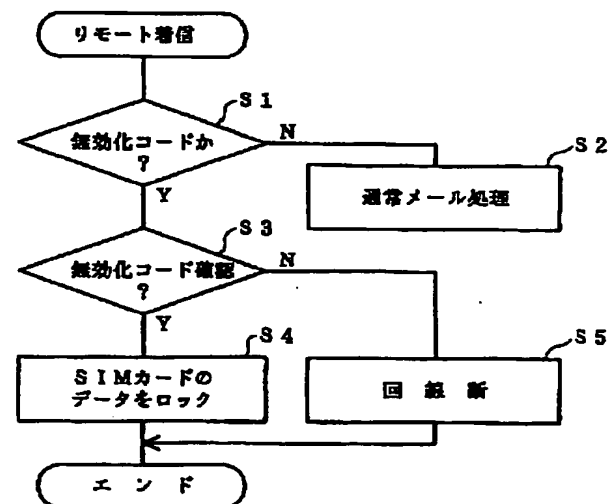 リモート着信
S1
無効化コードか
?
N
S2
Y
通常メール処理
S3
無効化コード確認
?
N
Y
S4
SIMカードの
データをロック
S5
回線断
エンド